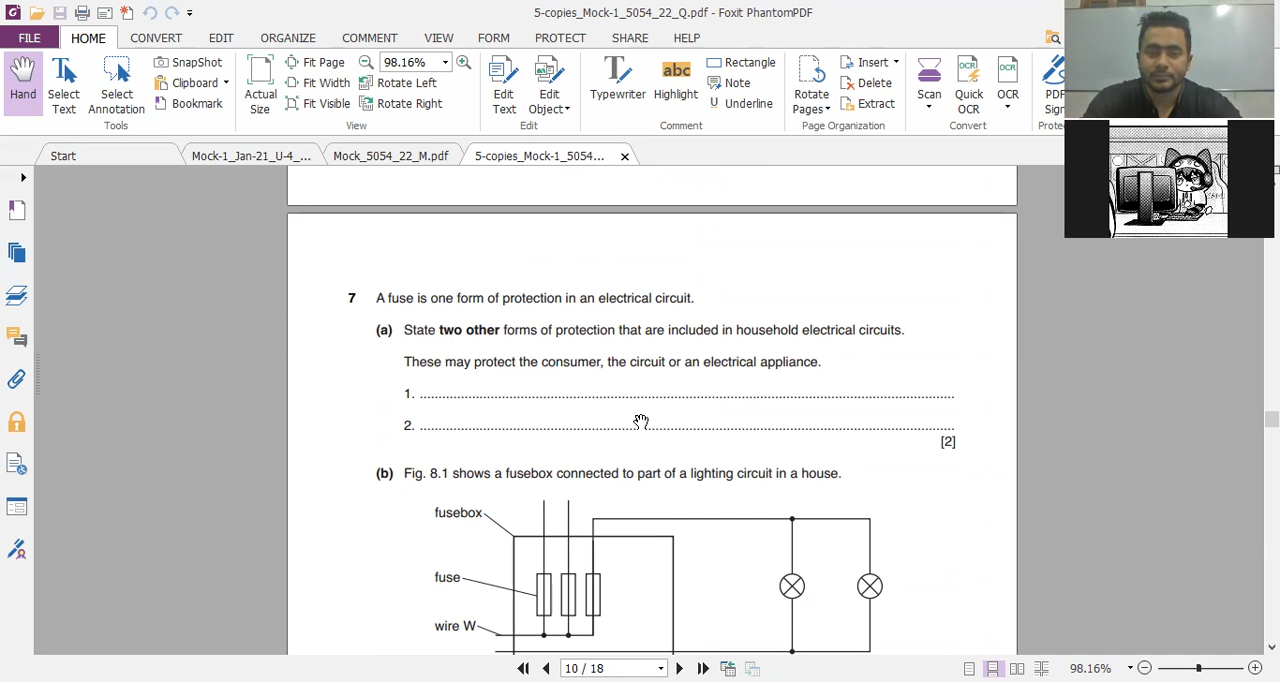 5-copies_Mock-1_5054_22_Q.pdf - Foxit PhantomPDF
FILE HOME CONVERT EDIT ORGANIZE COMMENT VIEW FORM PROTECT SHARE HELP
Hand
Select Text
Select Annotation
SnapShot
Clipboard
Bookmark
Tools
Actual Size
Fit Page
Fit Width
Fit Visible
98.16%
Rotate Left
Rotate Right
View
Edit Text
Edit Object
Edit
Typewriter
abc
Highlight
Rectangle
Note
Underline
Comment
Rotate Pages
Insert
Delete
Extract
Page Organization
Scan
OCR
Quick OCR
OCR
OCR
Convert
PDF Sign
Prote
Start
Mock-1_Jan-21_U-4_...
Mock_5054_22_M.pdf
5-copies_Mock-1_5054...
7 A fuse is one form of protection in an electrical circuit.
(a) State two other forms of protection that are included in household electrical circuits.
These may protect the consumer, the circuit or an electrical appliance.
1. ....................................................................................................
2. ....................................................................................................
[2]
(b) Fig. 8.1 shows a fusebox connected to part of a lighting circuit in a house.
fusebox
fuse
wire W
10 / 18
98.16%